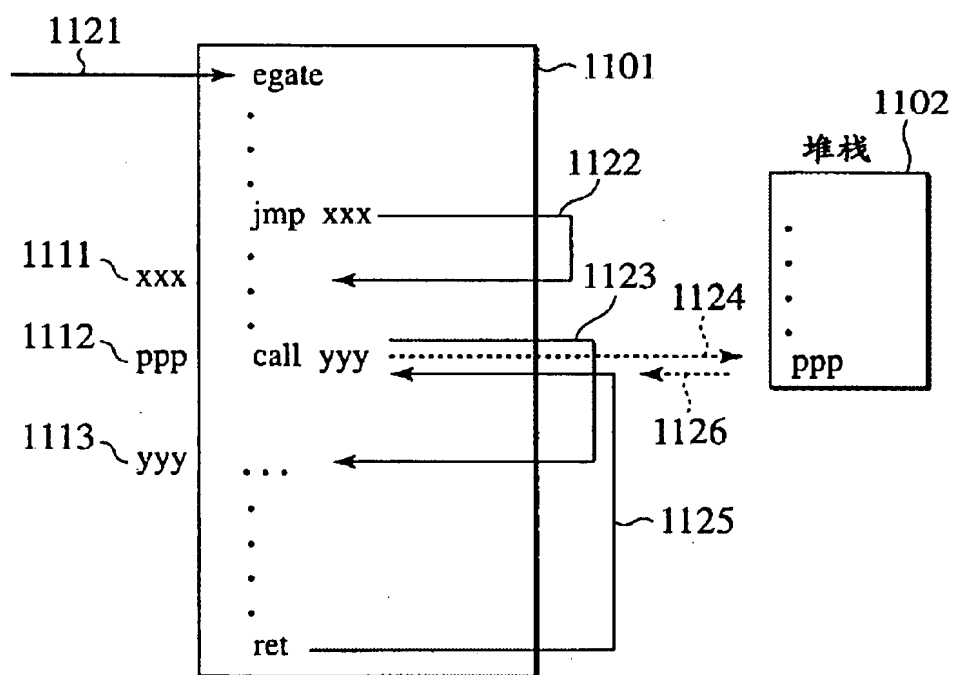 1121
egate
1101
1102
堆栈
1122
jmp xxx
1111
xxx
1123
1124
1112
ppp
call yyy
ppp
1126
1113
yyy
...
1125
ret